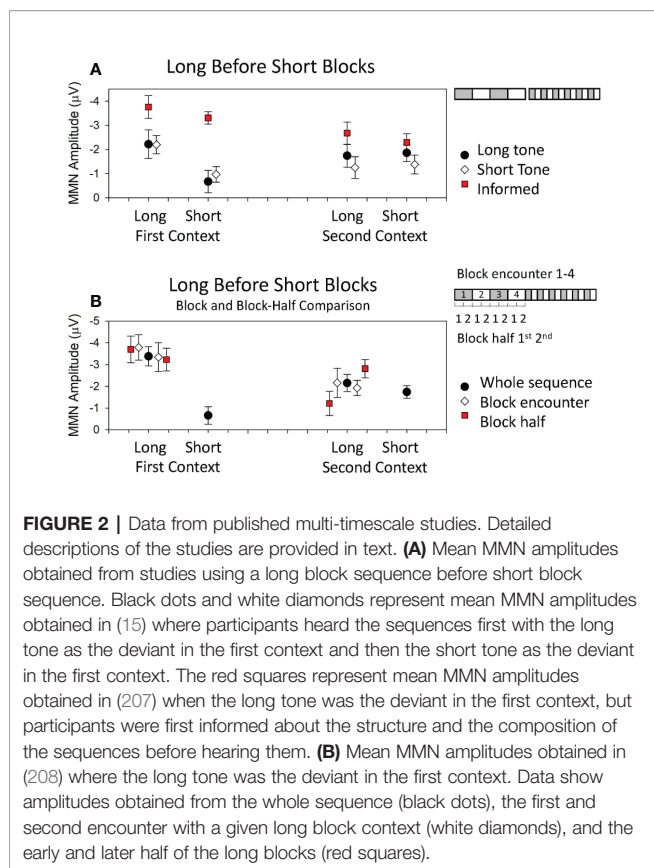 A
Long Before Short Blocks
MMN Amplitude (μV)
-4
-3
-2
-1
0
Long Short Long Short
First Context Second Context
Long tone
Short Tone
Informed
B
Long Before Short Blocks
Block and Block-Half Comparison
MMN Amplitude (μV)
-5
-4
-3
-2
-1
0
Long Short Long Short
First Context Second Context
Block encounter 1-4
1 2 3 4
1 2 1 2 1 2 1 2
Block half 1st 2nd
Whole sequence
Block encounter
Block half
FIGURE 2 | Data from published multi-timescale studies. Detailed
descriptions of the studies are provided in text. (A) Mean MMN amplitudes
obtained from studies using a long block sequence before short block
sequence. Black dots and white diamonds represent mean MMN amplitudes
obtained in (15) where participants heard the sequences first with the long
tone as the deviant in the first context and then the short tone as the deviant
in the first context. The red squares represent mean MMN amplitudes
obtained in (207) when the long tone was the deviant in the first context, but
participants were first informed about the structure and the composition of
the sequences before hearing them. (B) Mean MMN amplitudes obtained in
(208) where the long tone was the deviant in the first context. Data show
amplitudes obtained from the whole sequence (black dots), the first and
second encounter with a given long block context (white diamonds), and the
early and later half of the long blocks (red squares).